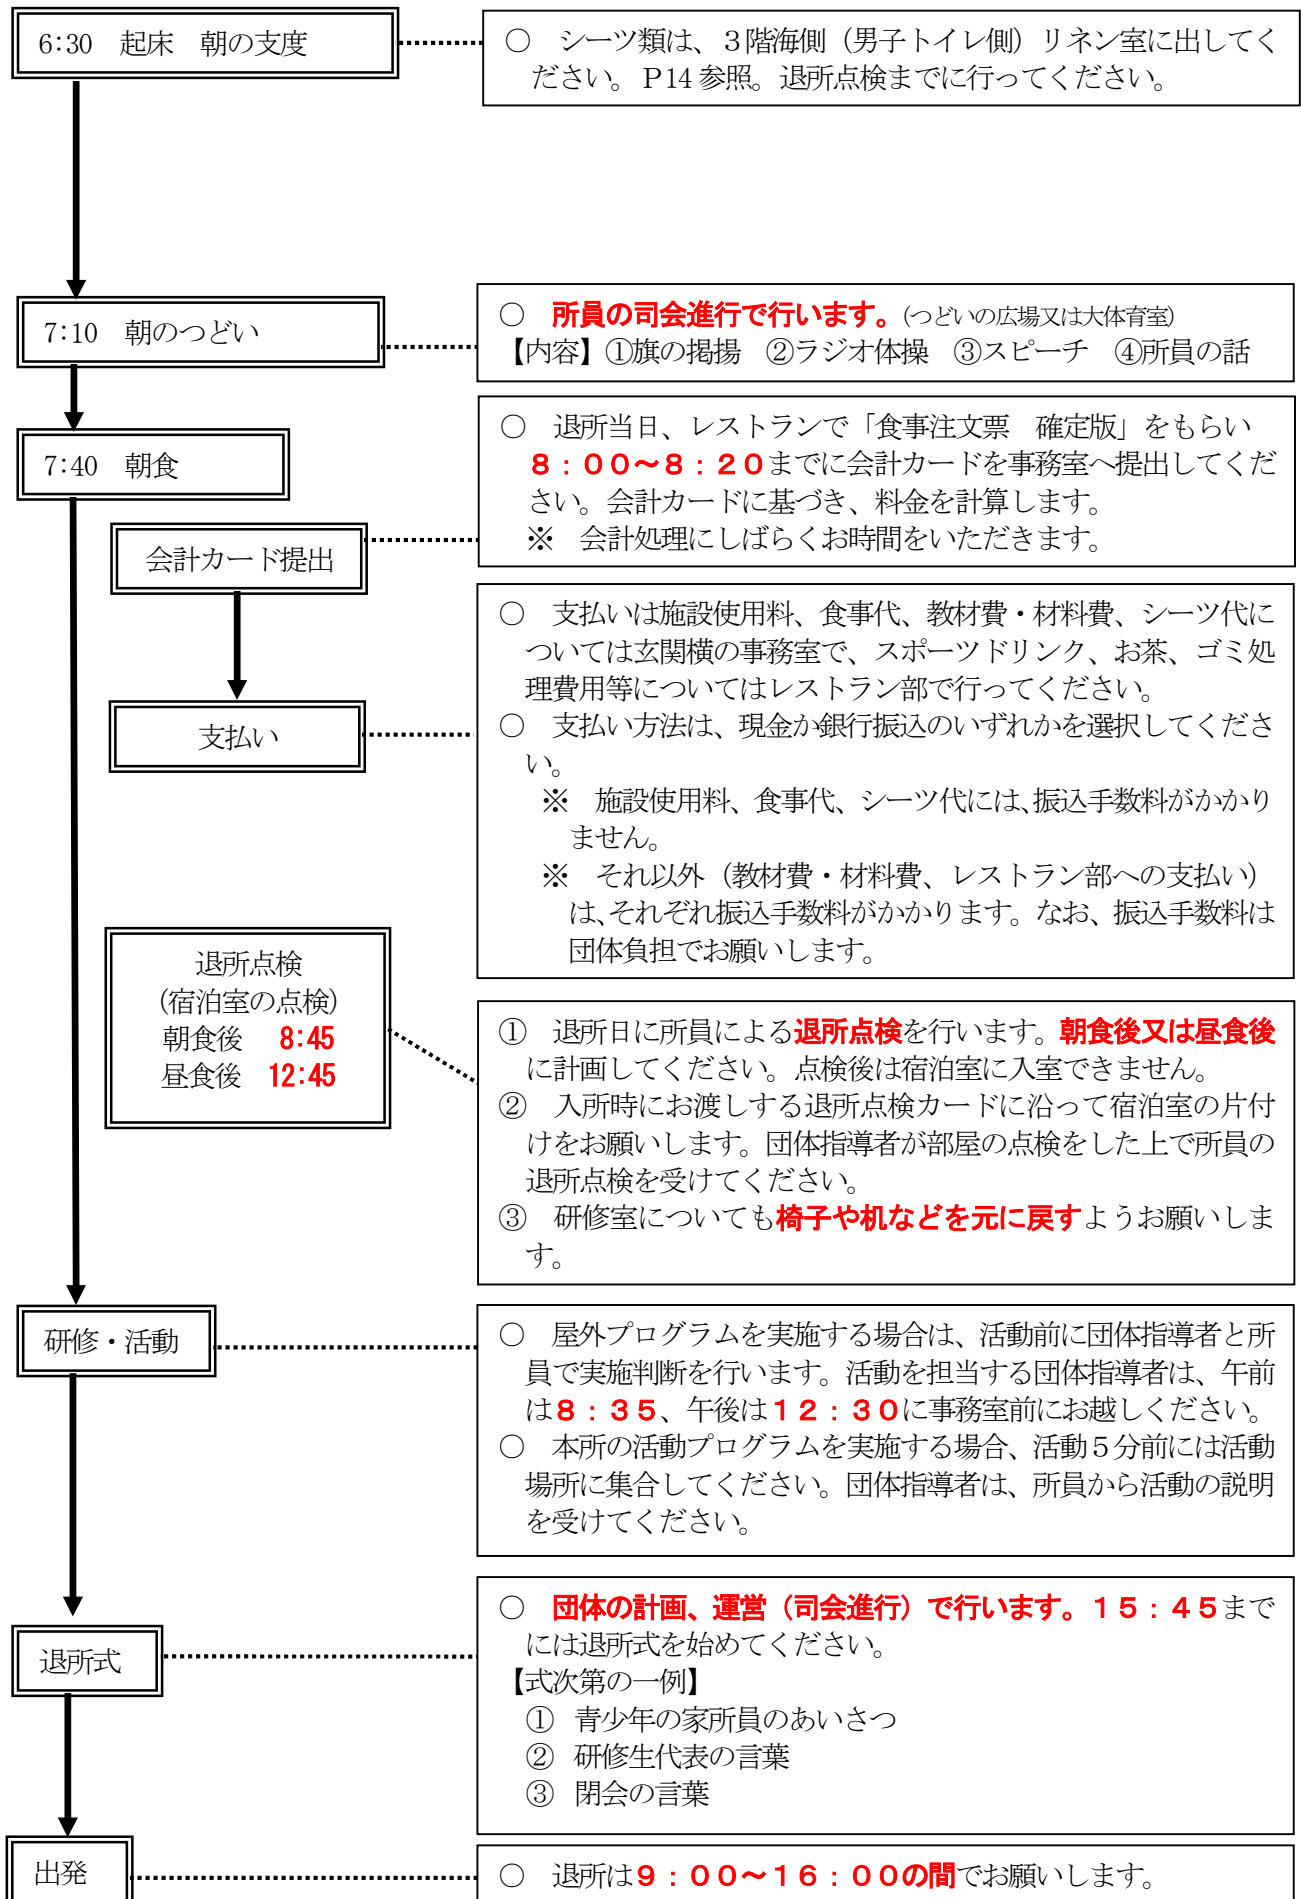 6:30　起床　朝の支度
○　シーツ類は、３階海側（男子トイレ側）リネン室に出してく
ださい。P14 参照。退所点検までに行ってください。
7:10　朝のつどい
○　所員の司会進行で行います。（つどいの広場又は大体育室）
【内容】①旗の掲揚　②ラジオ体操　③スピーチ　④所員の話
7:40　朝食
○　退所当日、レストランで「食事注文票　確定版」をもらい
８：００～８：２０までに会計カードを事務室へ提出してくだ
さい。会計カードに基づき、料金を計算します。
※　会計処理にしばらくお時間をいただきます。
会計カード提出
○　支払いは施設使用料、食事代、教材費・材料費、シーツ代に
ついては玄関横の事務室で、スポーツドリンク、お茶、ゴミ処
理費用等についてはレストラン部で行ってください。
○　支払い方法は、現金か銀行振込のいずれかを選択してくださ
い。
※　施設使用料、食事代、シーツ代には、振込手数料がかかり
ません。
※　それ以外（教材費・材料費、レストラン部への支払い）
は、それぞれ振込手数料がかかります。なお、振込手数料は
団体負担でお願いします。
支払い
退所点検
（宿泊室の点検）
朝食後　8:45
昼食後　12:45
①　退所日に所員による退所点検を行います。朝食後又は昼食後
に計画してください。点検後は宿泊室に入室できません。
②　入所時にお渡しする退所点検カードに沿って宿泊室の片付
けをお願いします。団体指導者が部屋の点検をした上で所員の
退所点検を受けてください。
③　研修室についても椅子や机などを元に戻すようお願いしま
す。
研修・活動
○　屋外プログラムを実施する場合は、活動前に団体指導者と所
員で実施判断を行います。活動を担当する団体指導者は、午前
は８：３５、午後は１２：３０に事務室前にお越しください。
○　本所の活動プログラムを実施する場合、活動５分前には活動
場所に集合してください。団体指導者は、所員から活動の説明
を受けてください。
退所式
○　団体の計画、運営（司会進行）で行います。１５：４５まで
には退所式を始めてください。
【式次第の一例】
①　青少年の家所員のあいさつ
②　研修生代表の言葉
③　閉会の言葉
出発
○　退所は９：００～１６：００の間でお願いします。